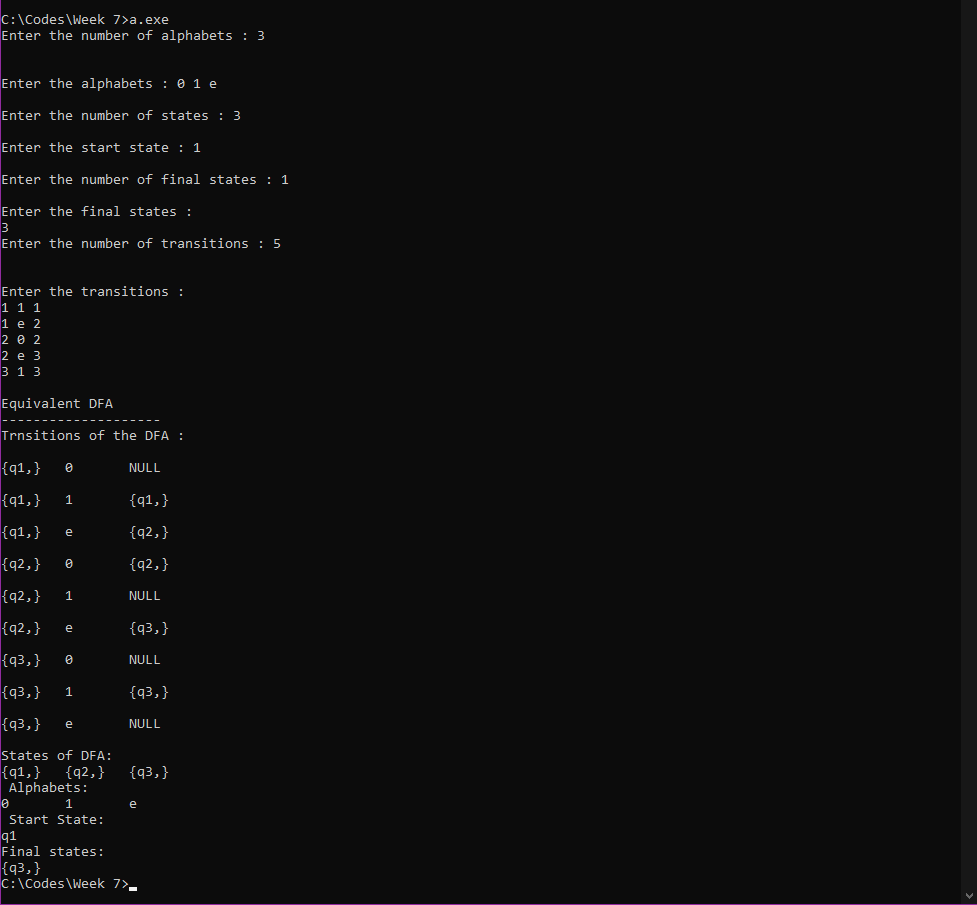 C:\Codes\Week 7>a.exe
Enter the number of alphabets : 3
Enter the alphabets : 0 1 e
Enter the number of states : 3
Enter the start state : 1
Enter the number of final states : 1
Enter the final states :
3
Enter the number of transitions : 5
Enter the transitions :
1 1 1
1 e 2
2 0 2
2 e 3
3 1 3
Equivalent DFA
--------------------
Trnsitions of the DFA :
{q1,}   0       NULL
{q1,}   1       {q1,}
{q1,}   e       {q2,}
{q2,}   0       {q2,}
{q2,}   1       NULL
{q2,}   e       {q3,}
{q3,}   0       NULL
{q3,}   1       {q3,}
{q3,}   e       NULL
States of DFA:
{q1,}   {q2,}   {q3,}
 Alphabets:
0       1       e
 Start State:
q1
Final states:
{q3,}
C:\Codes\Week 7>